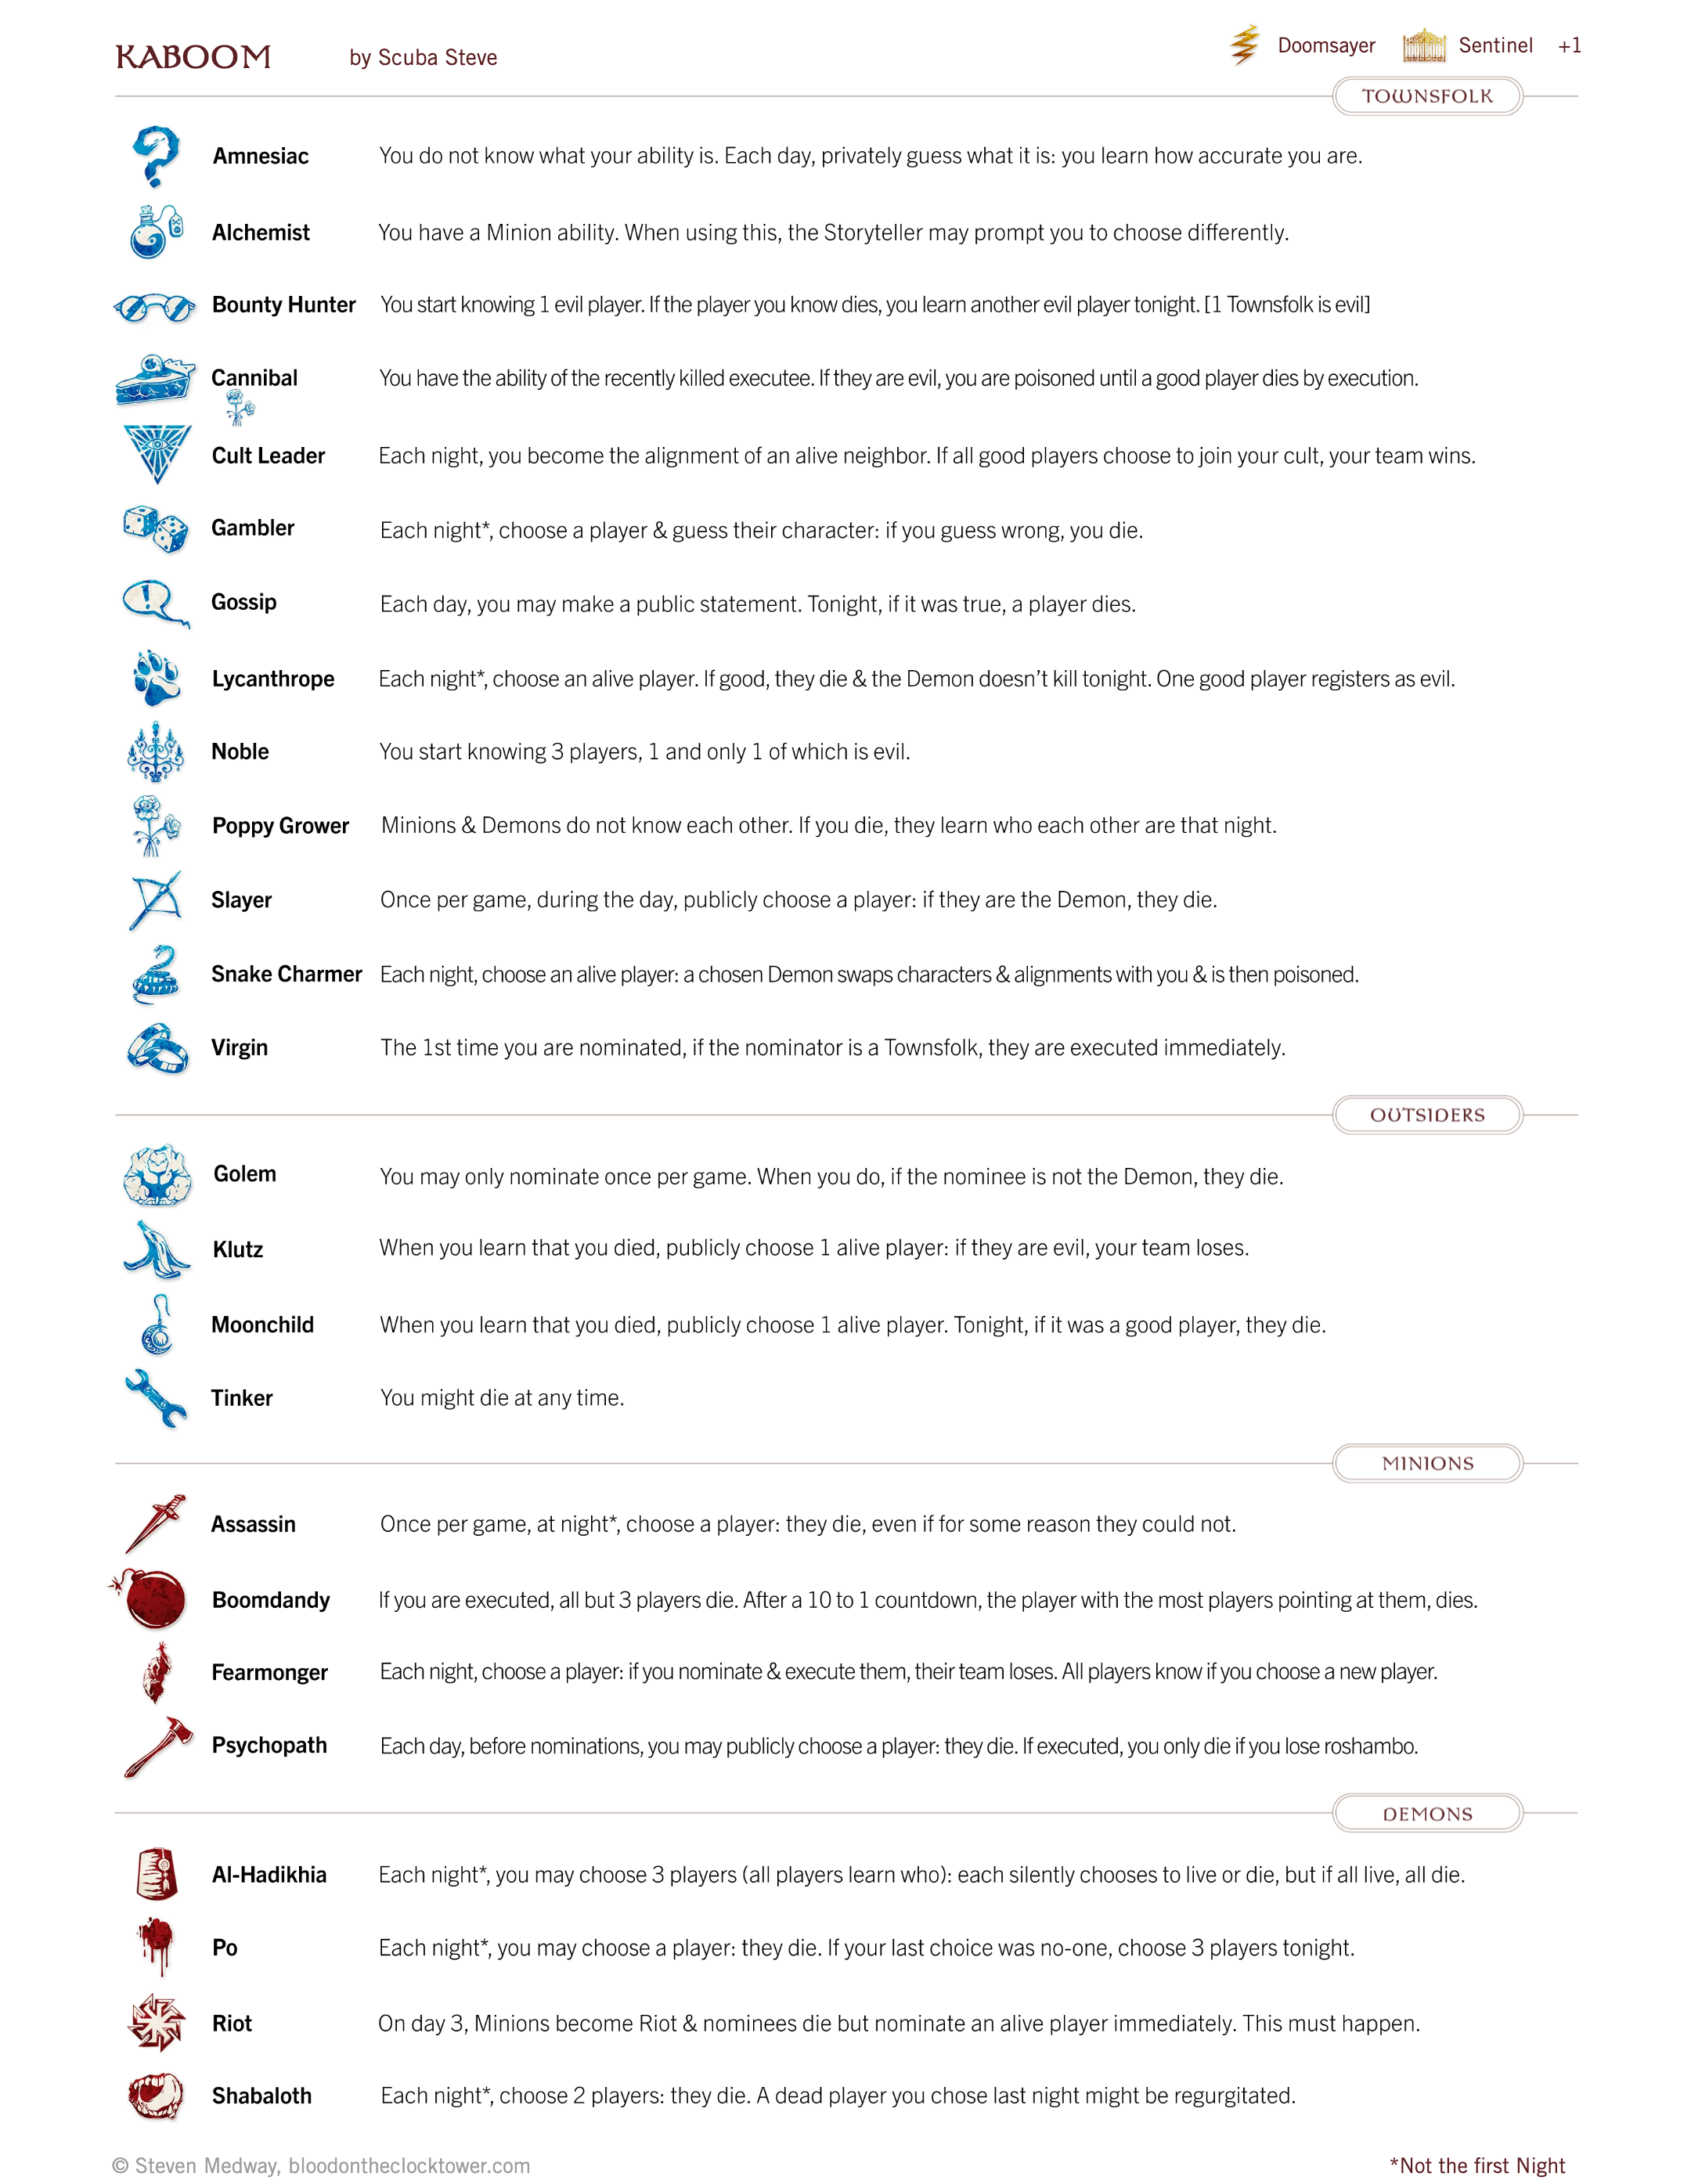 KABOOM by Scuba Steve Doomsayer Sentinel +1
TOWNSFOLK
Amnesiac You do not know what your ability is. Each day, privately guess what it is: you learn how accurate you are.
Alchemist You have a Minion ability. When using this, the Storyteller may prompt you to choose differently.
Bounty Hunter You start knowing 1 evil player. If the player you know dies, you learn another evil player tonight. [1 Townsfolk is evil]
Cannibal You have the ability of the recently killed executee. If they are evil, you are poisoned until a good player dies by execution.
Cult Leader Each night, you become the alignment of an alive neighbor. If all good players choose to join your cult, your team wins.
Gambler Each night*, choose a player & guess their character: if you guess wrong, you die.
Gossip Each day, you may make a public statement. Tonight, if it was true, a player dies.
Lycanthrope Each night*, choose an alive player. If good, they die & the Demon doesn't kill tonight. One good player registers as evil.
Noble You start knowing 3 players, 1 and only 1 of which is evil.
Poppy Grower Minions & Demons do not know each other. If you die, they learn who each other are that night.
Slayer Once per game, during the day, publicly choose a player: if they are the Demon, they die.
Snake Charmer Each night, choose an alive player: a chosen Demon swaps characters & alignments with you & is then poisoned.
Virgin The 1st time you are nominated, if the nominator is a Townsfolk, they are executed immediately.
OUTSIDERS
Golem You may only nominate once per game. When you do, if the nominee is not the Demon, they die.
Klutz When you learn that you died, publicly choose 1 alive player: if they are evil, your team loses.
Moonchild When you learn that you died, publicly choose 1 alive player. Tonight, if it was a good player, they die.
Tinker You might die at any time.
MINIONS
Assassin Once per game, at night*, choose a player: they die, even if for some reason they could not.
Boomdandy If you are executed, all but 3 players die. After a 10 to 1 countdown, the player with the most players pointing at them, dies.
Fearmonger Each night, choose a player: if you nominate & execute them, their team loses. All players know if you choose a new player.
Psychopath Each day, before nominations, you may publicly choose a player: they die. If executed, you only die if you lose roshambo.
DEMONS
Al-Hadikhia Each night*, you may choose 3 players (all players learn who): each silently chooses to live or die, but if all live, all die.
Po Each night*, you may choose a player: they die. If your last choice was no-one, choose 3 players tonight.
Riot On day 3, Minions become Riot & nominees die but nominate an alive player immediately. This must happen.
Shabaloth Each night*, choose 2 players: they die. A dead player you chose last night might be regurgitated.
© Steven Medway, bloodontheclocktower.com *Not the first Night